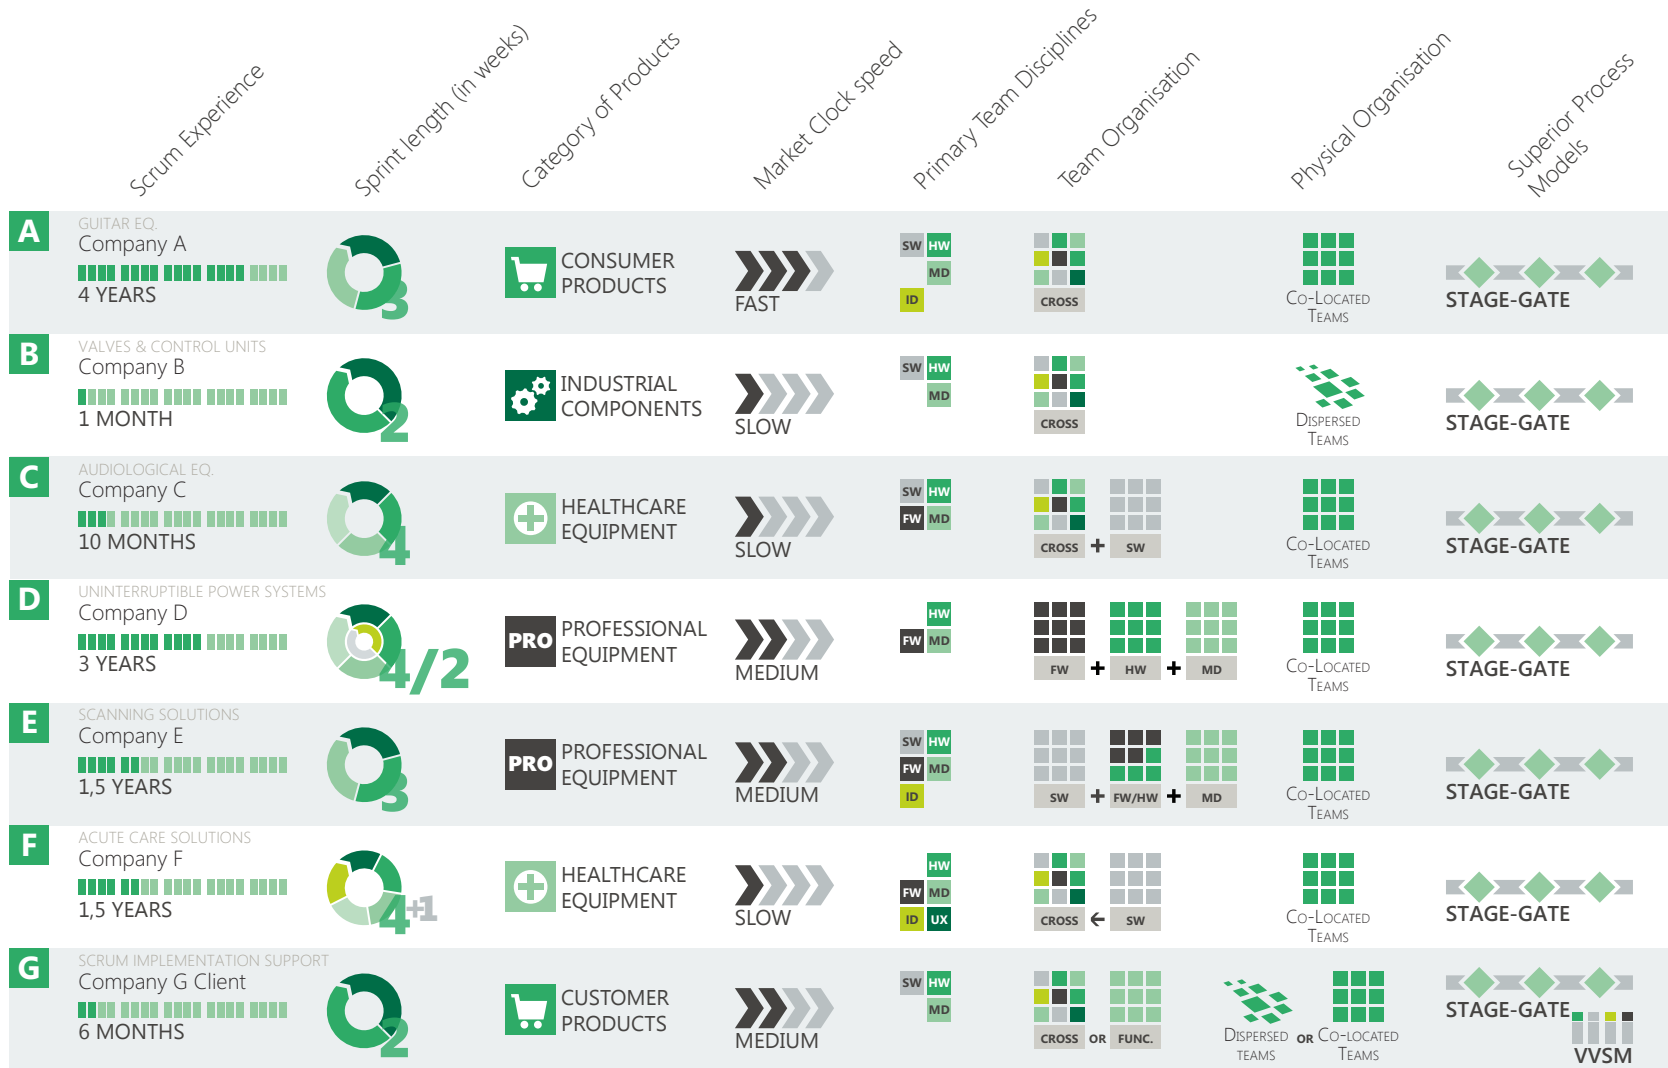 Scrum Experience
Sprint length (in weeks)
Category of Products
Market Clock speed
Primary Team Disciplines
Team Organisation
Physical Organisation
Superior Process
Models
A
GUITAR EQ.
Company A
4 YEARS
3
CONSUMER
PRODUCTS
FAST
SW HW
MD
ID
CROSS
Co-Located
Teams
STAGE-GATE
B
VALVES & CONTROL UNITS
Company B
1 MONTH
2
INDUSTRIAL
COMPONENTS
SLOW
SW HW
MD
CROSS
Dispersed
Teams
STAGE-GATE
C
AUDIOLOGICAL EQ.
Company C
10 MONTHS
4
HEALTHCARE
EQUIPMENT
SLOW
SW HW
FW MD
CROSS + SW
Co-Located
Teams
STAGE-GATE
D
UNINTERRUPTIBLE POWER SYSTEMS
Company D
3 YEARS
4/2
PRO
PROFESSIONAL
EQUIPMENT
MEDIUM
HW
FW MD
FW + HW + MD
Co-Located
Teams
STAGE-GATE
E
SCANNING SOLUTIONS
Company E
1,5 YEARS
3
PRO
PROFESSIONAL
EQUIPMENT
MEDIUM
SW HW
FW MD
ID
SW + FW/HW + MD
Co-Located
Teams
STAGE-GATE
F
ACUTE CARE SOLUTIONS
Company F
1,5 YEARS
4+1
HEALTHCARE
EQUIPMENT
SLOW
HW
FW MD
ID UX
CROSS ← SW
Co-Located
Teams
STAGE-GATE
G
SCRUM IMPLEMENTATION SUPPORT
Company G Client
6 MONTHS
2
CUSTOMER
PRODUCTS
MEDIUM
SW HW
MD
CROSS OR FUNC.
Dispersed
teams
OR
Co-located
Teams
STAGE-GATE
VVSM